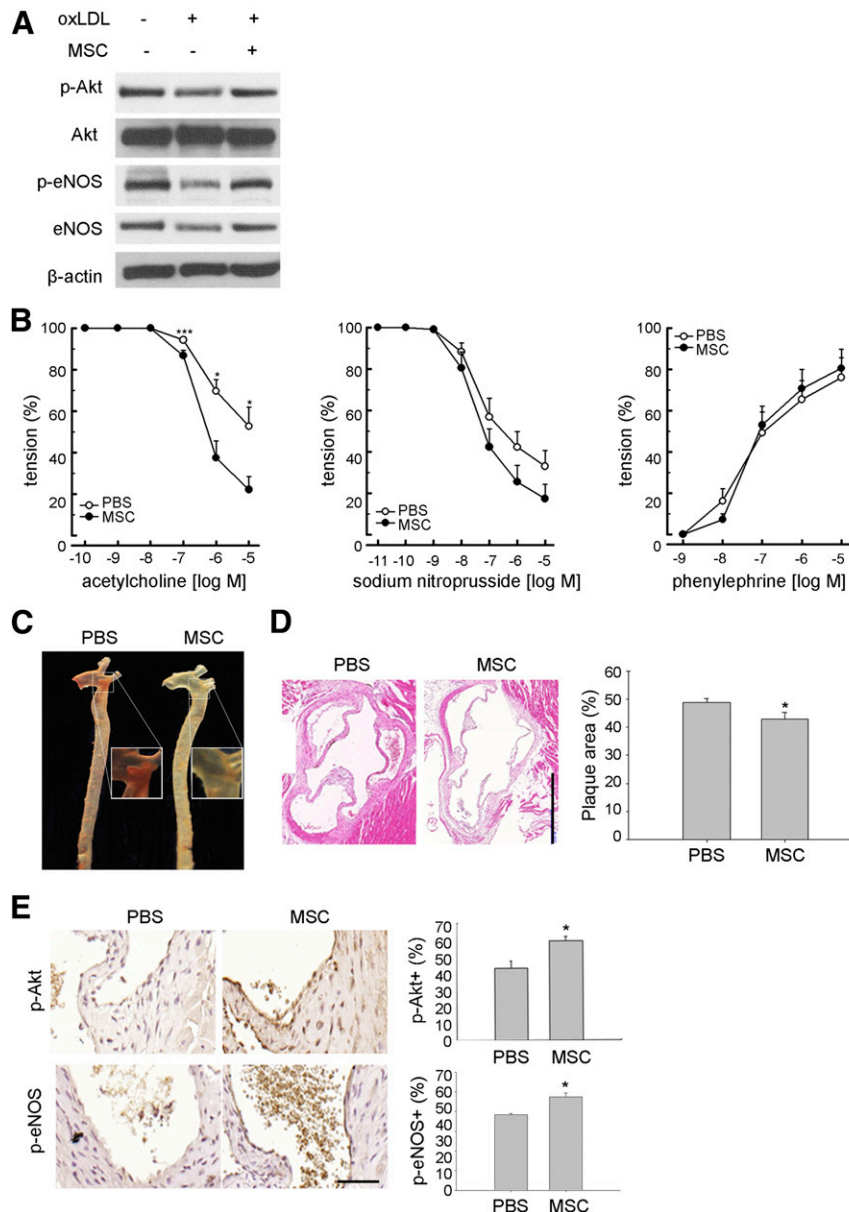 A
oxLDL - + +
MSC - - +
p-Akt
Akt
p-eNOS
eNOS
β-actin
B
100
80
60
40
20
0
tension (%)
***
*
*
PBS
MSC
-10 -9 -8 -7 -6 -5
acetylcholine [log M]
100
80
60
40
20
0
tension (%)
PBS
MSC
-11 -10 -9 -8 -7 -6 -5
sodium nitroprusside [log M]
100
80
60
40
20
0
tension (%)
PBS
MSC
-9 -8 -7 -6 -5
phenylephrine [log M]
C
PBS MSC
D
PBS MSC
60
50
40
30
20
10
0
Plaque area (%)
*
PBS MSC
E
PBS MSC
p-Akt
p-eNOS
70
60
50
40
30
20
10
0
p-Akt+ (%)
*
PBS MSC
70
60
50
40
30
20
10
0
p-eNOS+ (%)
*
PBS MSC